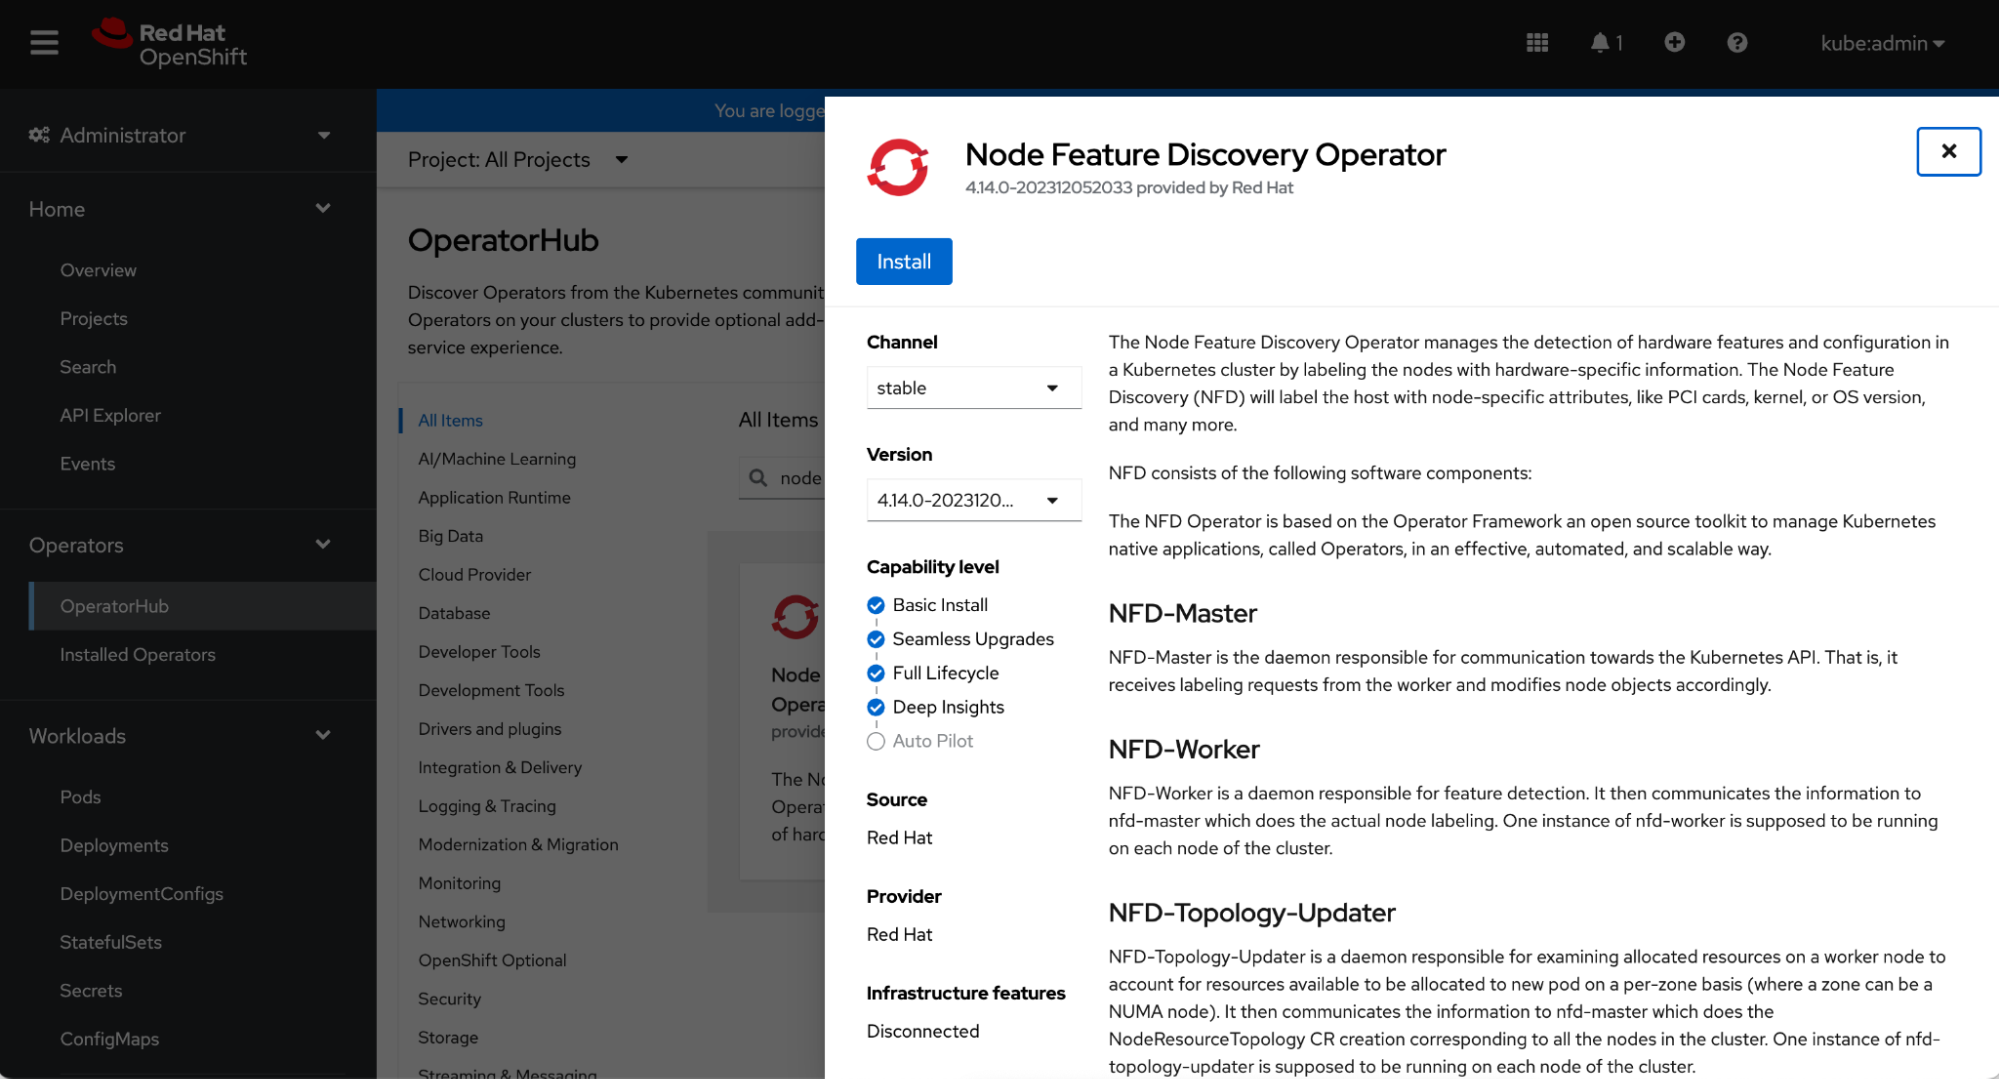 Red Hat
OpenShift
1
kube:admin
Administrator
Home
Overview
Projects
Search
API Explorer
Events
Operators
OperatorHub
Installed Operators
Workloads
Pods
Deployments
DeploymentConfigs
StatefulSets
Secrets
ConfigMaps
You are logge
Project: All Projects
OperatorHub
Discover Operators from the Kubernetes communit
Operators on your clusters to provide optional add-
service experience.
All Items
AI/Machine Learning
Application Runtime
Big Data
Cloud Provider
Database
Developer Tools
Development Tools
Drivers and plugins
Integration & Delivery
Logging & Tracing
Modernization & Migration
Monitoring
Networking
OpenShift Optional
Security
Storage
Streaming & Messaging
All Items
node
Node
Opera
provide
The No
Operat
of hard
Node Feature Discovery Operator
4.14.0-202312052033 provided by Red Hat
Install
Channel
stable
Version
4.14.0-2023120...
Capability level
Basic Install
Seamless Upgrades
Full Lifecycle
Deep Insights
Auto Pilot
Source
Red Hat
Provider
Red Hat
Infrastructure features
Disconnected
The Node Feature Discovery Operator manages the detection of hardware features and configuration in
a Kubernetes cluster by labeling the nodes with hardware-specific information. The Node Feature
Discovery (NFD) will label the host with node-specific attributes, like PCI cards, kernel, or OS version,
and many more.
NFD consists of the following software components:
The NFD Operator is based on the Operator Framework an open source toolkit to manage Kubernetes
native applications, called Operators, in an effective, automated, and scalable way.
NFD-Master
NFD-Master is the daemon responsible for communication towards the Kubernetes API. That is, it
receives labeling requests from the worker and modifies node objects accordingly.
NFD-Worker
NFD-Worker is a daemon responsible for feature detection. It then communicates the information to
nfd-master which does the actual node labeling. One instance of nfd-worker is supposed to be running
on each node of the cluster.
NFD-Topology-Updater
NFD-Topology-Updater is a daemon responsible for examining allocated resources on a worker node to
account for resources available to be allocated to new pod on a per-zone basis (where a zone can be a
NUMA node). It then communicates the information to nfd-master which does the
NodeResourceTopology CR creation corresponding to all the nodes in the cluster. One instance of nfd-
topology-updater is supposed to be running on each node of the cluster.